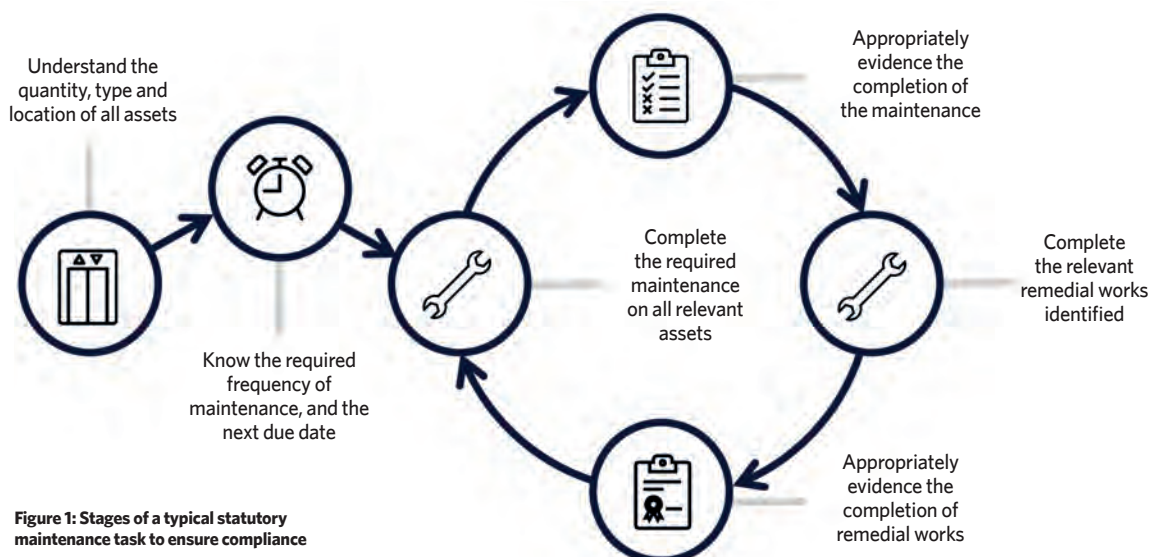 Understand the
quantity, type and
location of all assets
Know the required
frequency of
maintenance, and the
next due date
Complete
the required
maintenance
on all relevant
assets
Appropriately
evidence the
completion of
the maintenance
Complete
the relevant
remedial works
identified
Appropriately
evidence the
completion of
remedial works
Figure 1: Stages of a typical statutory
maintenance task to ensure compliance